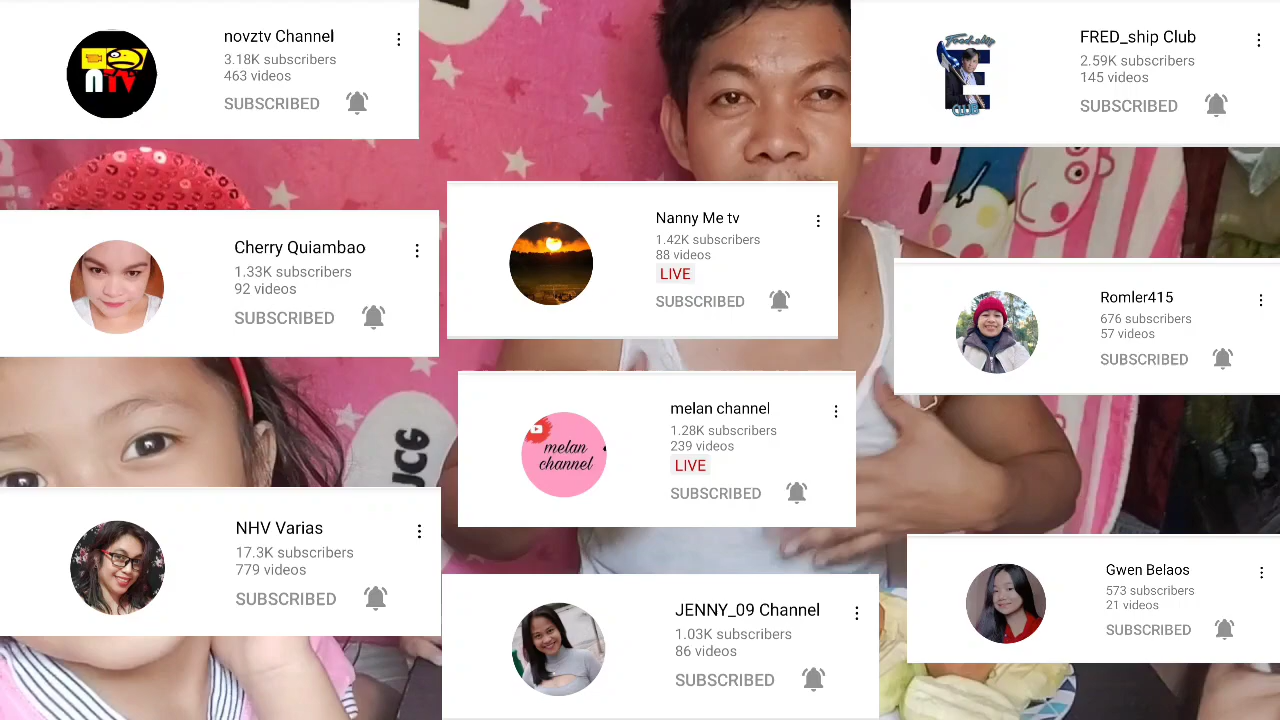 novztv Channel
3.18K subscribers
463 videos
SUBSCRIBED
nTV
Cherry Quiambao
1.33K subscribers
92 videos
SUBSCRIBED
NHV Varias
17.3K subscribers
779 videos
SUBSCRIBED
Nanny Me tv
1.42K subscribers
88 videos
LIVE
SUBSCRIBED
melan
channel
melan channel
1.28K subscribers
239 videos
LIVE
SUBSCRIBED
JENNY_09 Channel
1.03K subscribers
86 videos
SUBSCRIBED
Fred_ship
E
CLUB
FRED_ship Club
2.59K subscribers
145 videos
SUBSCRIBED
Romler415
676 subscribers
57 videos
SUBSCRIBED
Gwen Belaos
573 subscribers
21 videos
SUBSCRIBED